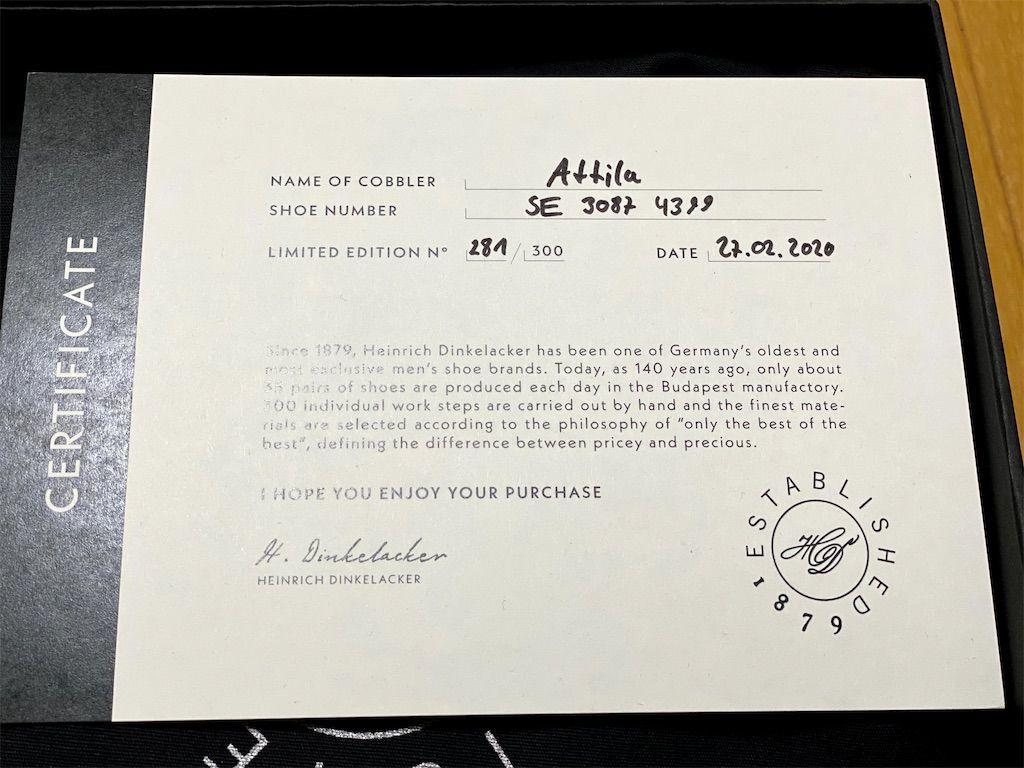 CERTIFICATE
NAME OF COBBLER Attila
SHOE NUMBER SE 3087 4399
LIMITED EDITION N° 281 / 300 DATE 27.02.2020
Since 1879, Heinrich Dinkelacker has been one of Germany's oldest and
most exclusive men's shoe brands. Today, as 140 years ago, only about
35 pairs of shoes are produced each day in the Budapest manufactory.
300 individual work steps are carried out by hand and the finest mate-
rials are selected according to the philosophy of "only the best of the
best", defining the difference between pricey and precious.
I HOPE YOU ENJOY YOUR PURCHASE
H. Dinkelacker
HEINRICH DINKELACKER
ESTABLISHED
HD
1879